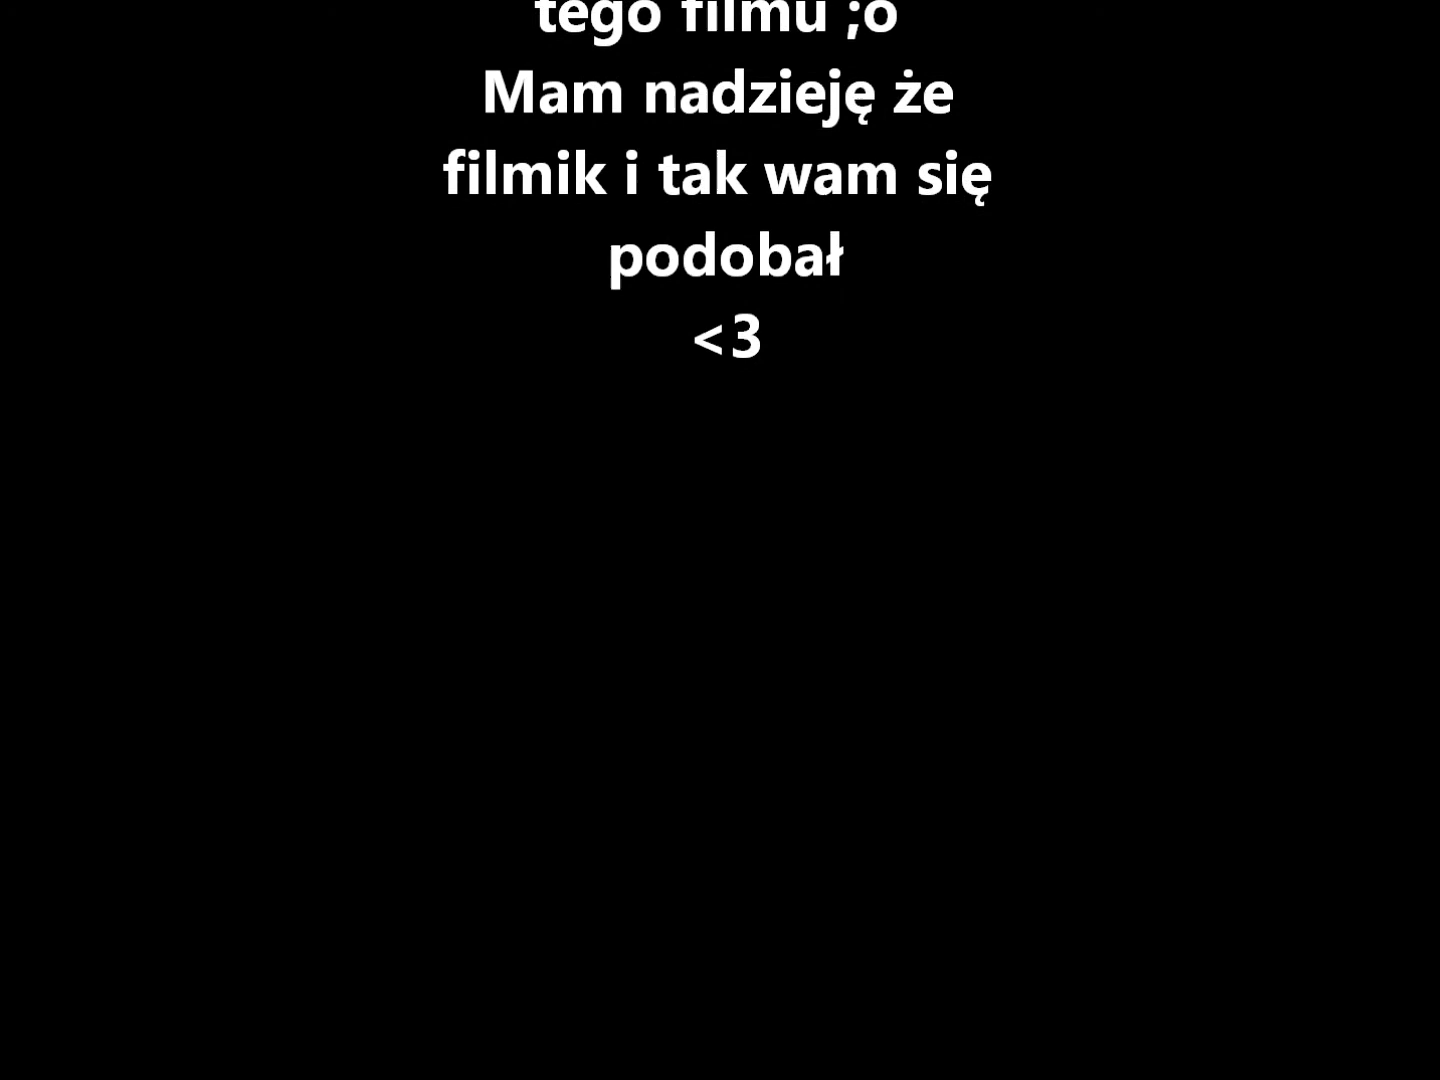 tego filmu ;o
Mam nadzieję że
filmik i tak wam się
podobał
<3